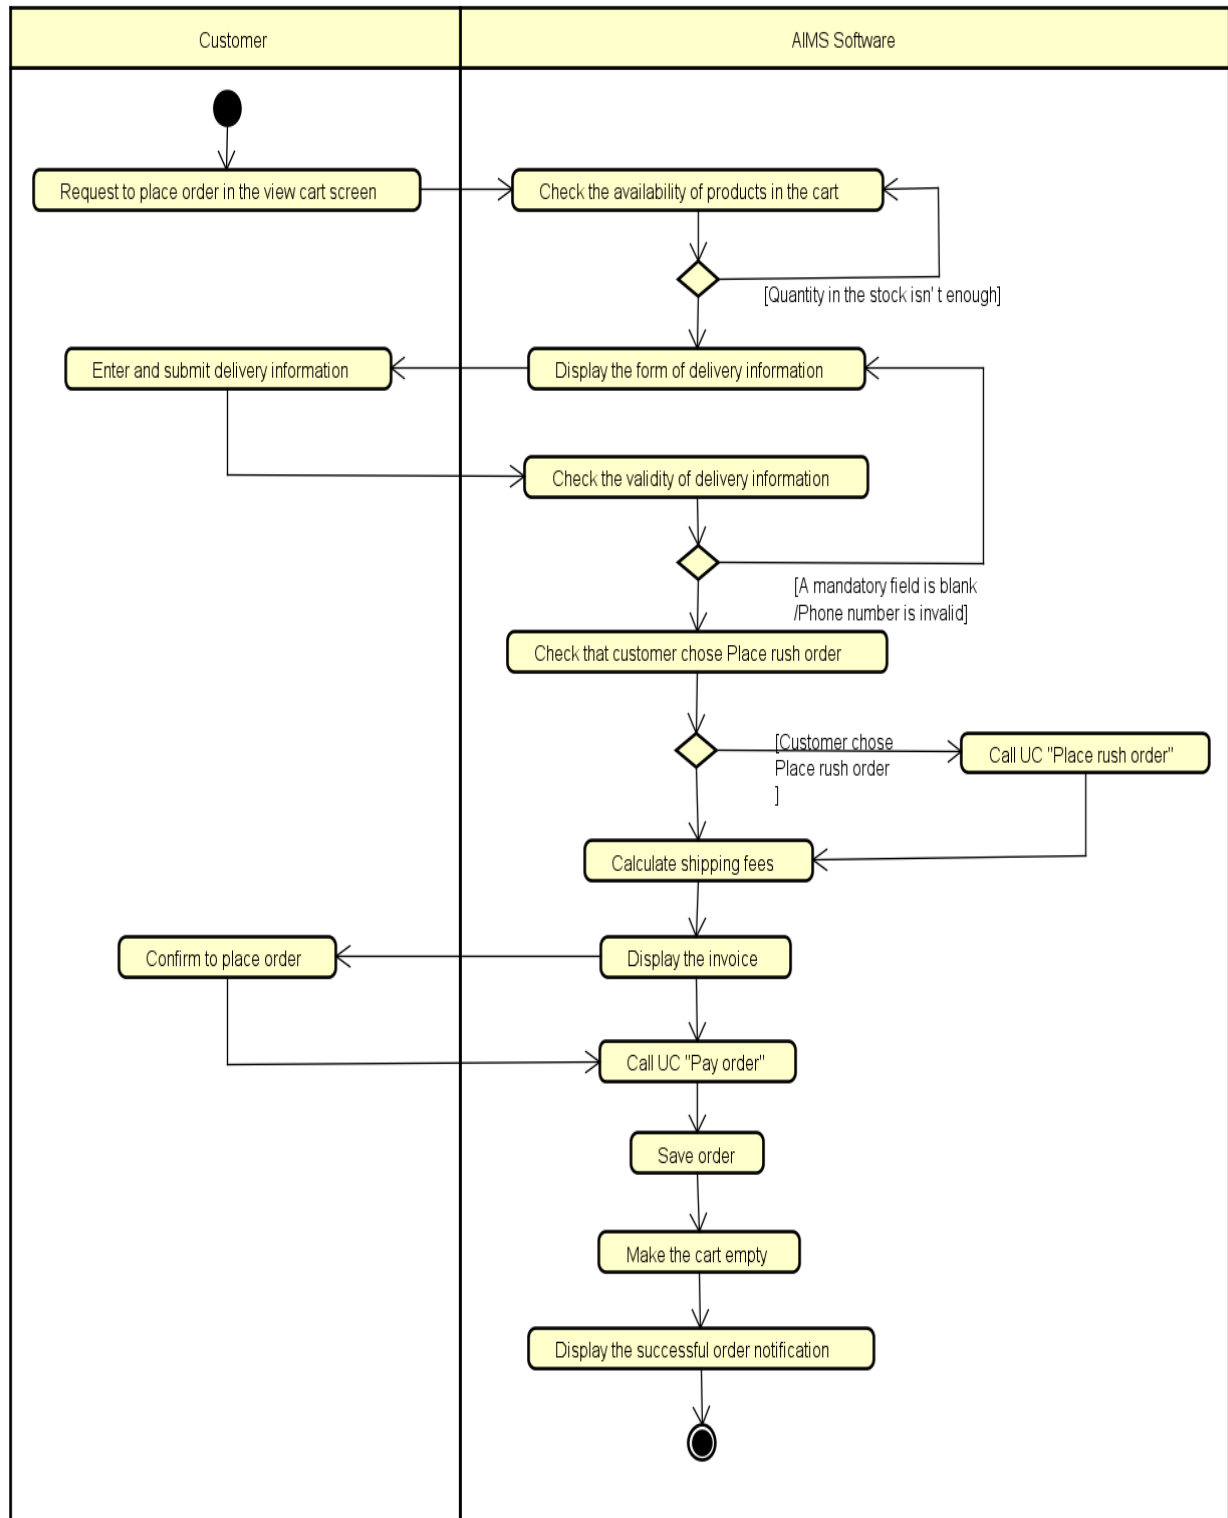 Customer
AIMS Software
Request to place order in the view cart screen
Check the availability of products in the cart
[Quantity in the stock isn' t enough]
Enter and submit delivery information
Display the form of delivery information
Check the validity of delivery information
[A mandatory field is blank
/Phone number is invalid]
Check that customer chose Place rush order
[Customer chose
Place rush order
]
Call UC "Place rush order"
Calculate shipping fees
Confirm to place order
Display the invoice
Call UC "Pay order"
Save order
Make the cart empty
Display the successful order notification